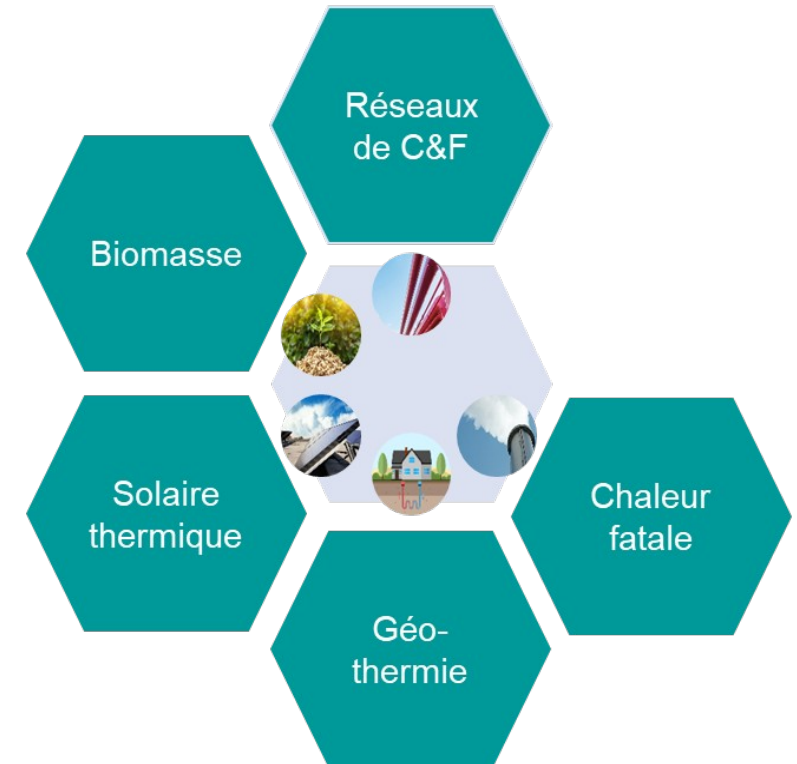 Réseaux
de C&F
Biomasse
Solaire
thermique
Chaleur
fatale
Géo-
thermie